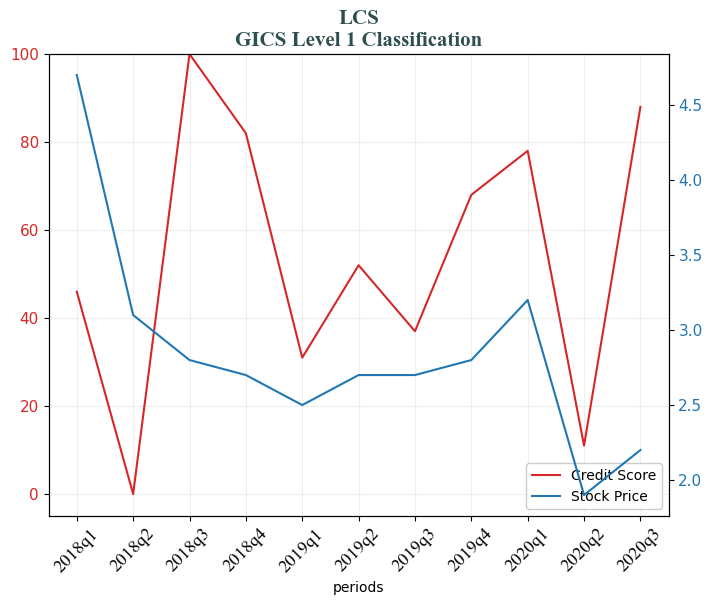 LCS
GICS Level 1 Classification
100
80
60
40
20
0
4.5
4.0
3.5
3.0
2.5
2.0
Credit Score
Stock Price
2018q1
2018q2
2018q3
2018q4
2019q1
2019q2
2019q3
2019q4
2020q1
2020q2
2020q3
periods